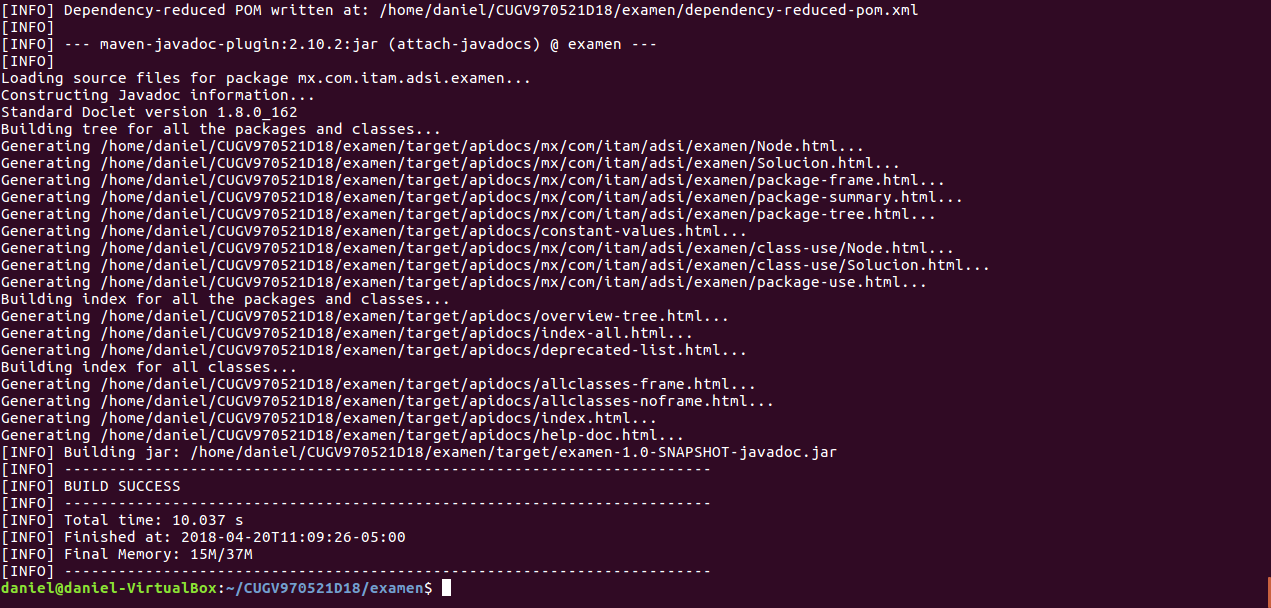 [INFO] Dependency-reduced POM written at: /home/daniel/CUGV970521D18/examen/dependency-reduced-pom.xml
[INFO]
[INFO] --- maven-javadoc-plugin:2.10.2:jar (attach-javadocs) @ examen ---
[INFO]
Loading source files for package mx.com.itam.adsi.examen...
Constructing Javadoc information...
Standard Doclet version 1.8.0_162
Building tree for all the packages and classes...
Generating /home/daniel/CUGV970521D18/examen/target/apidocs/mx/com/itam/adsi/examen/Node.html...
Generating /home/daniel/CUGV970521D18/examen/target/apidocs/mx/com/itam/adsi/examen/Solucion.html...
Generating /home/daniel/CUGV970521D18/examen/target/apidocs/mx/com/itam/adsi/examen/package-frame.html...
Generating /home/daniel/CUGV970521D18/examen/target/apidocs/mx/com/itam/adsi/examen/package-summary.html...
Generating /home/daniel/CUGV970521D18/examen/target/apidocs/mx/com/itam/adsi/examen/package-tree.html...
Generating /home/daniel/CUGV970521D18/examen/target/apidocs/constant-values.html...
Generating /home/daniel/CUGV970521D18/examen/target/apidocs/mx/com/itam/adsi/examen/class-use/Node.html...
Generating /home/daniel/CUGV970521D18/examen/target/apidocs/mx/com/itam/adsi/examen/class-use/Solucion.html...
Generating /home/daniel/CUGV970521D18/examen/target/apidocs/mx/com/itam/adsi/examen/package-use.html...
Building index for all the packages and classes...
Generating /home/daniel/CUGV970521D18/examen/target/apidocs/overview-tree.html...
Generating /home/daniel/CUGV970521D18/examen/target/apidocs/index-all.html...
Generating /home/daniel/CUGV970521D18/examen/target/apidocs/deprecated-list.html...
Building index for all classes...
Generating /home/daniel/CUGV970521D18/examen/target/apidocs/allclasses-frame.html...
Generating /home/daniel/CUGV970521D18/examen/target/apidocs/allclasses-noframe.html...
Generating /home/daniel/CUGV970521D18/examen/target/apidocs/index.html...
Generating /home/daniel/CUGV970521D18/examen/target/apidocs/help-doc.html...
[INFO] Building jar: /home/daniel/CUGV970521D18/examen/target/examen-1.0-SNAPSHOT-javadoc.jar
[INFO] ------------------------------------------------------------------------
[INFO] BUILD SUCCESS
[INFO] ------------------------------------------------------------------------
[INFO] Total time: 10.037 s
[INFO] Finished at: 2018-04-20T11:09:26-05:00
[INFO] Final Memory: 15M/37M
[INFO] ------------------------------------------------------------------------
daniel@daniel-VirtualBox:~/CUGV970521D18/examen$